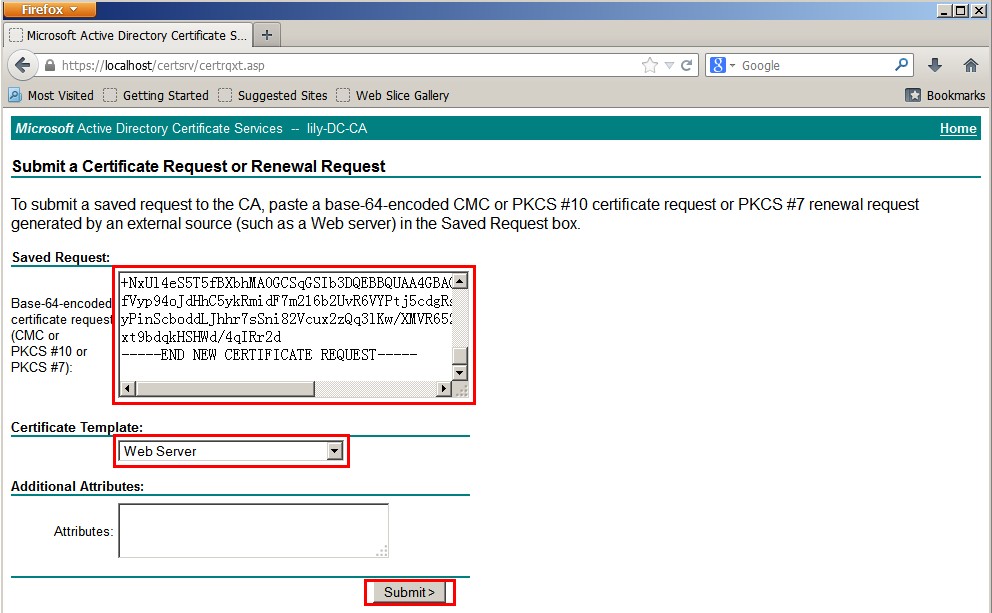 Firefox
Microsoft Active Directory Certificate S...
https://localhost/certsrv/certrqxt.asp
Google
Most Visited Getting Started Suggested Sites Web Slice Gallery Bookmarks
Microsoft Active Directory Certificate Services -- lily-DC-CA Home
Submit a Certificate Request or Renewal Request
To submit a saved request to the CA, paste a base-64-encoded CMC or PKCS #10 certificate request or PKCS #7 renewal request
generated by an external source (such as a Web server) in the Saved Request box.
Saved Request:
Base-64-encoded
certificate request
(CMC or
PKCS #10 or
PKCS #7):
+NxUl4eS5T5fBXbhMA0GCSqGSIb3DQEBBQUAA4GBA
fVyp94oJdHhC5ykRmidF7m2l6b2UvR6VYPtj5cdgRs
yPinScboddLJhhr7sSni82Vcux2zQq3lKw/XMVR652
xt9bdqkHSHWd/4qIRr2d
-----END NEW CERTIFICATE REQUEST-----
Certificate Template:
Web Server
Additional Attributes:
Attributes:
Submit >